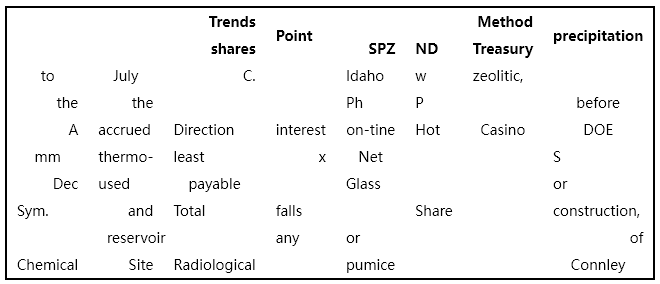 Trends shares Point SPZ ND Method Treasury precipitation
to July C. Idaho w zeolitic,
the the Ph P before
A accrued Direction interest on-tine Hot Casino DOE
mm thermo- least x Net S
Dec used payable Glass or
Sym. and Total falls Share construction,
reservoir any or of
Chemical Site Radiological pumice Connley